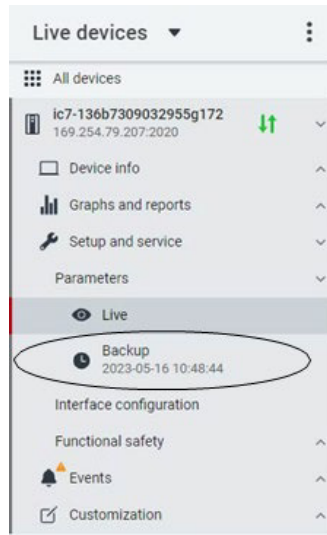 Live devices
All devices
ic7-136b7309032955g172
169.254.79.207:2020
Device info
Graphs and reports
Setup and service
Parameters
Live
Backup
2023-05-16 10:48:44
Interface configuration
Functional safety
Events
Customization